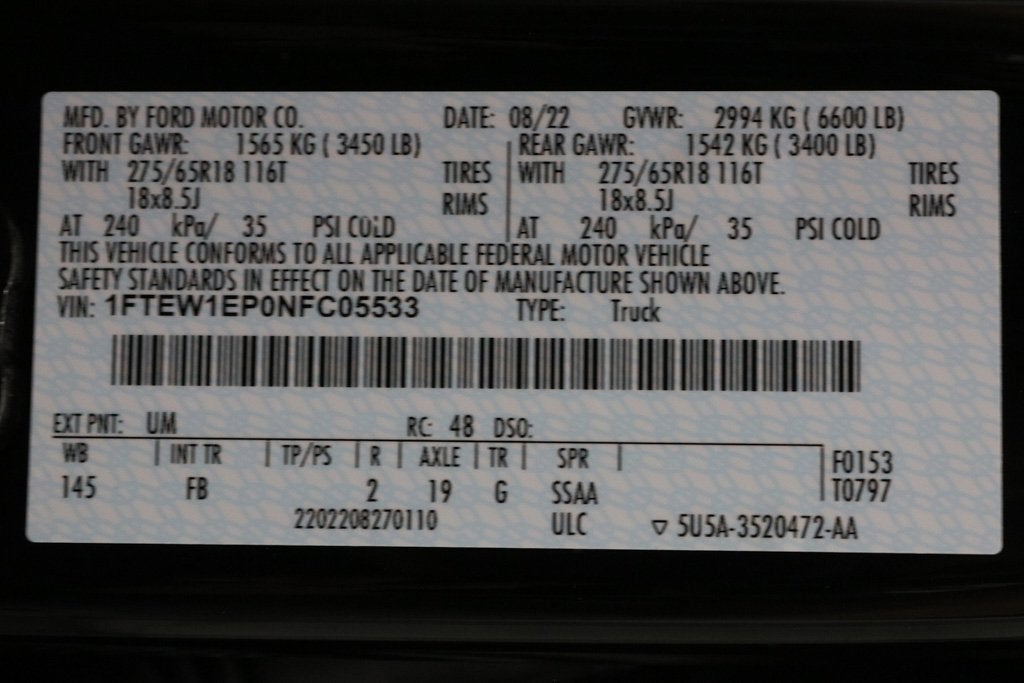 MFD. BY FORD MOTOR CO. DATE: 08/22 GVWR: 2994 KG ( 6600 LB)
FRONT GAWR: 1565 KG ( 3450 LB) REAR GAWR: 1542 KG ( 3400 LB)
WITH 275/65R18 116T TIRES WITH 275/65R18 116T TIRES
18x8.5J RIMS 18x8.5J RIMS
AT 240 kPa/ 35 PSI COLD AT 240 kPa/ 35 PSI COLD
THIS VEHICLE CONFORMS TO ALL APPLICABLE FEDERAL MOTOR VEHICLE
SAFETY STANDARDS IN EFFECT ON THE DATE OF MANUFACTURE SHOWN ABOVE.
VIN: 1FTEW1EP0NFC05533 TYPE: Truck
EXT PNT: UM RC: 48 DSO:
WB INT TR TP/PS R AXLE TR SPR F0153
145 FB 2 19 G SSAA T0797
2202208270110 ULC ▽ 5U5A-3520472-AA